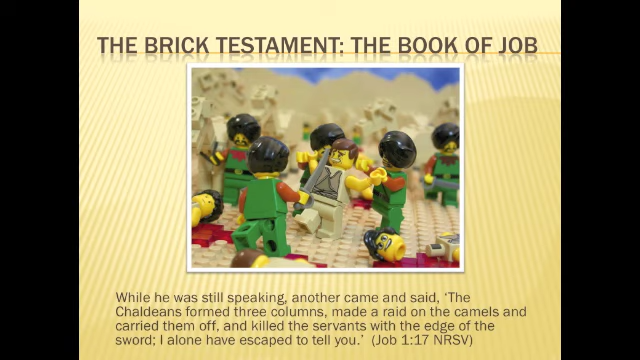 THE BRICK TESTAMENT: THE BOOK OF JOB
While he was still speaking, another came and said, ‘The
Chaldeans formed three columns, made a raid on the camels and
carried them off, and killed the servants with the edge of the
sword; I alone have escaped to tell you.’  (Job 1:17 NRSV)